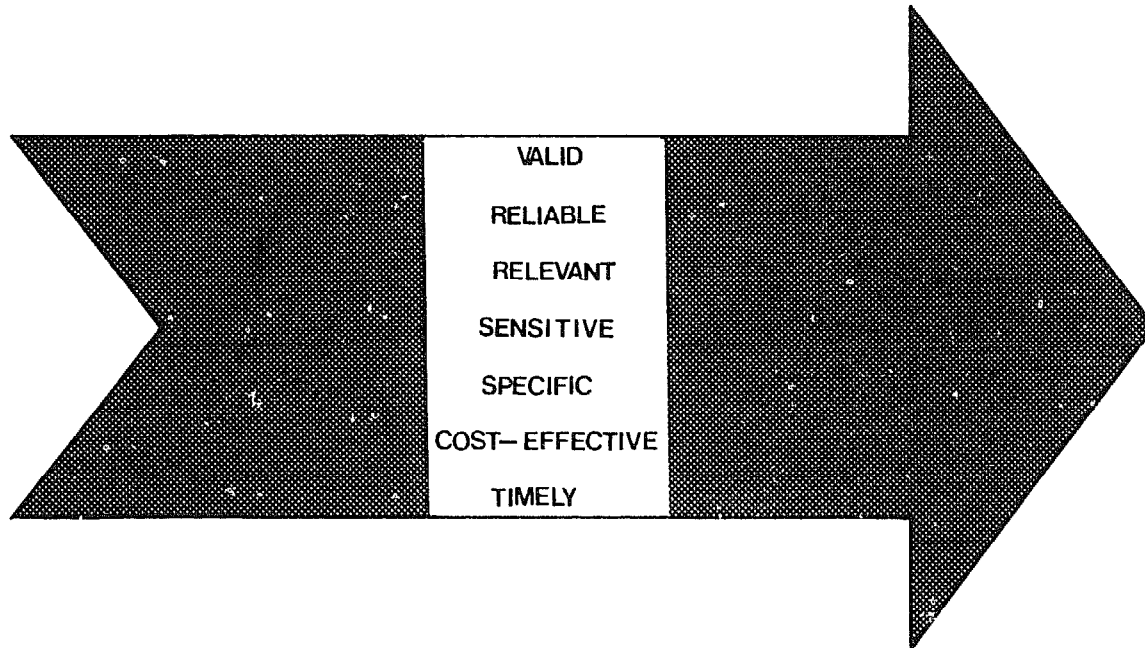 VALID
RELIABLE
RELEVANT
SENSITIVE
SPECIFIC
COST-EFFECTIVE
TIMELY